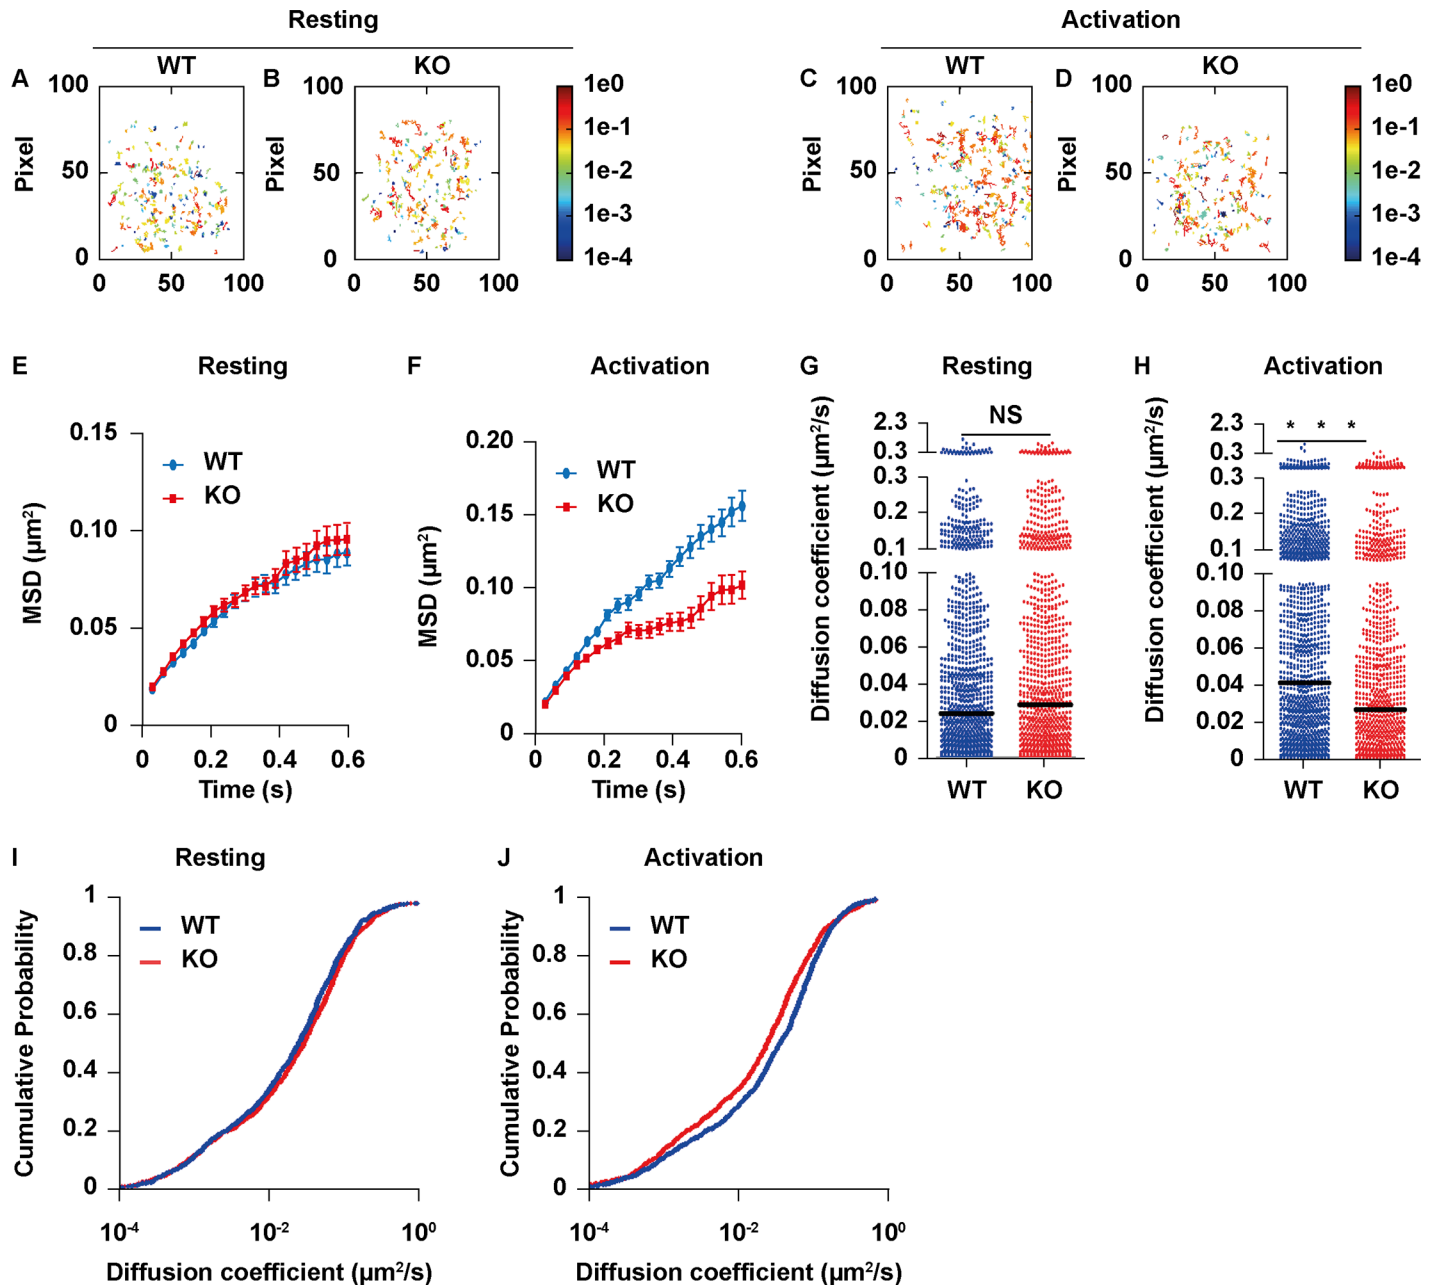 Resting
Activation
A WT B KO
C WT D KO
100 100 1e0
100 100 1e0
1e-1
1e-1
50 50 1e-2
50 50 1e-2
1e-3
1e-3
0 0 1e-4
0 0 1e-4
Pixel Pixel
Pixel Pixel
0 50 100 0 50 100
0 50 100 0 50 100
E Resting
0.15
0.10
0.05
0
MSD (μm²)
WT
KO
0 0.2 0.4 0.6
Time (s)
F Activation
0.20
0.15
0.10
0.05
0
MSD (μm²)
WT
KO
0 0.2 0.4 0.6
Time (s)
G Resting
Diffusion coefficient (μm²/s)
NS
2.3
0.3
0.3
0.2
0.1
0.10
0.08
0.06
0.04
0.02
0
WT KO
H Activation
Diffusion coefficient (μm²/s)
* * *
2.3
0.3
0.3
0.2
0.1
0.10
0.08
0.06
0.04
0.02
0
WT KO
I Resting
Cumulative Probability
1
0.8
0.6
0.4
0.2
0
WT
KO
10⁻⁴ 10⁻² 10⁰
Diffusion coefficient (μm²/s)
J Activation
Cumulative Probability
1
0.8
0.6
0.4
0.2
0
WT
KO
10⁻⁴ 10⁻² 10⁰
Diffusion coefficient (μm²/s)